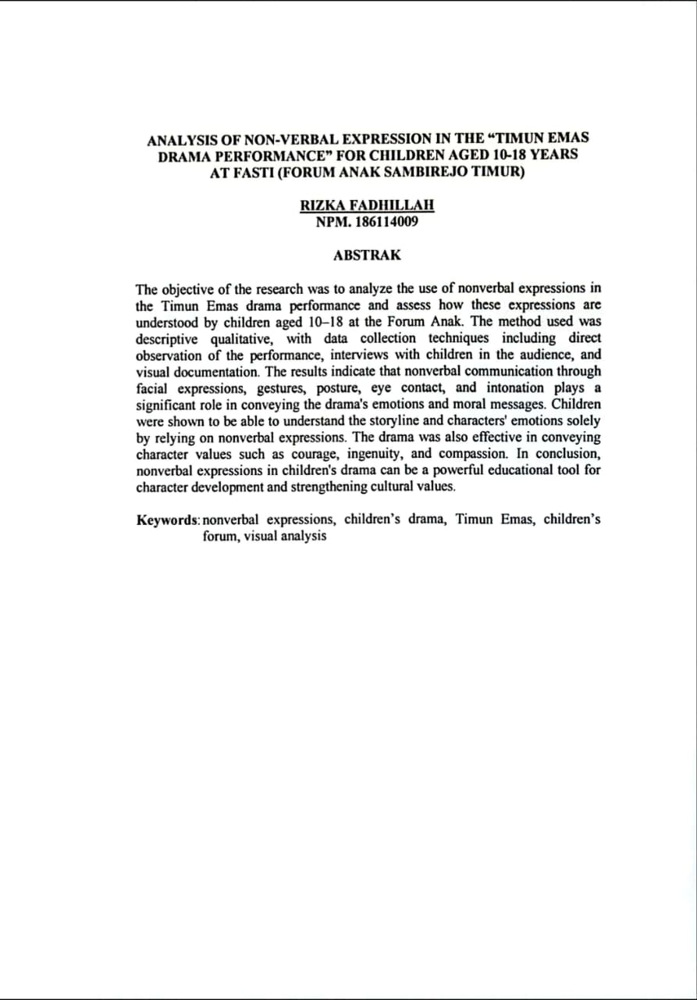 ANALYSIS OF NON-VERBAL EXPRESSION IN THE “TIMUN EMAS
DRAMA PERFORMANCE” FOR CHILDREN AGED 10-18 YEARS
AT FASTI (FORUM ANAK SAMBIREJO TIMUR)
RIZKA FADHILLAH
NPM. 186114009
ABSTRAK
The objective of the research was to analyze the use of nonverbal expressions in
the Timun Emas drama performance and assess how these expressions are
understood by children aged 10–18 at the Forum Anak. The method used was
descriptive qualitative, with data collection techniques including direct
observation of the performance, interviews with children in the audience, and
visual documentation. The results indicate that nonverbal communication through
facial expressions, gestures, posture, eye contact, and intonation plays a
significant role in conveying the drama's emotions and moral messages. Children
were shown to be able to understand the storyline and characters' emotions solely
by relying on nonverbal expressions. The drama was also effective in conveying
character values such as courage, ingenuity, and compassion. In conclusion,
nonverbal expressions in children's drama can be a powerful educational tool for
character development and strengthening cultural values.
Keywords: nonverbal expressions, children’s drama, Timun Emas, children’s
forum, visual analysis